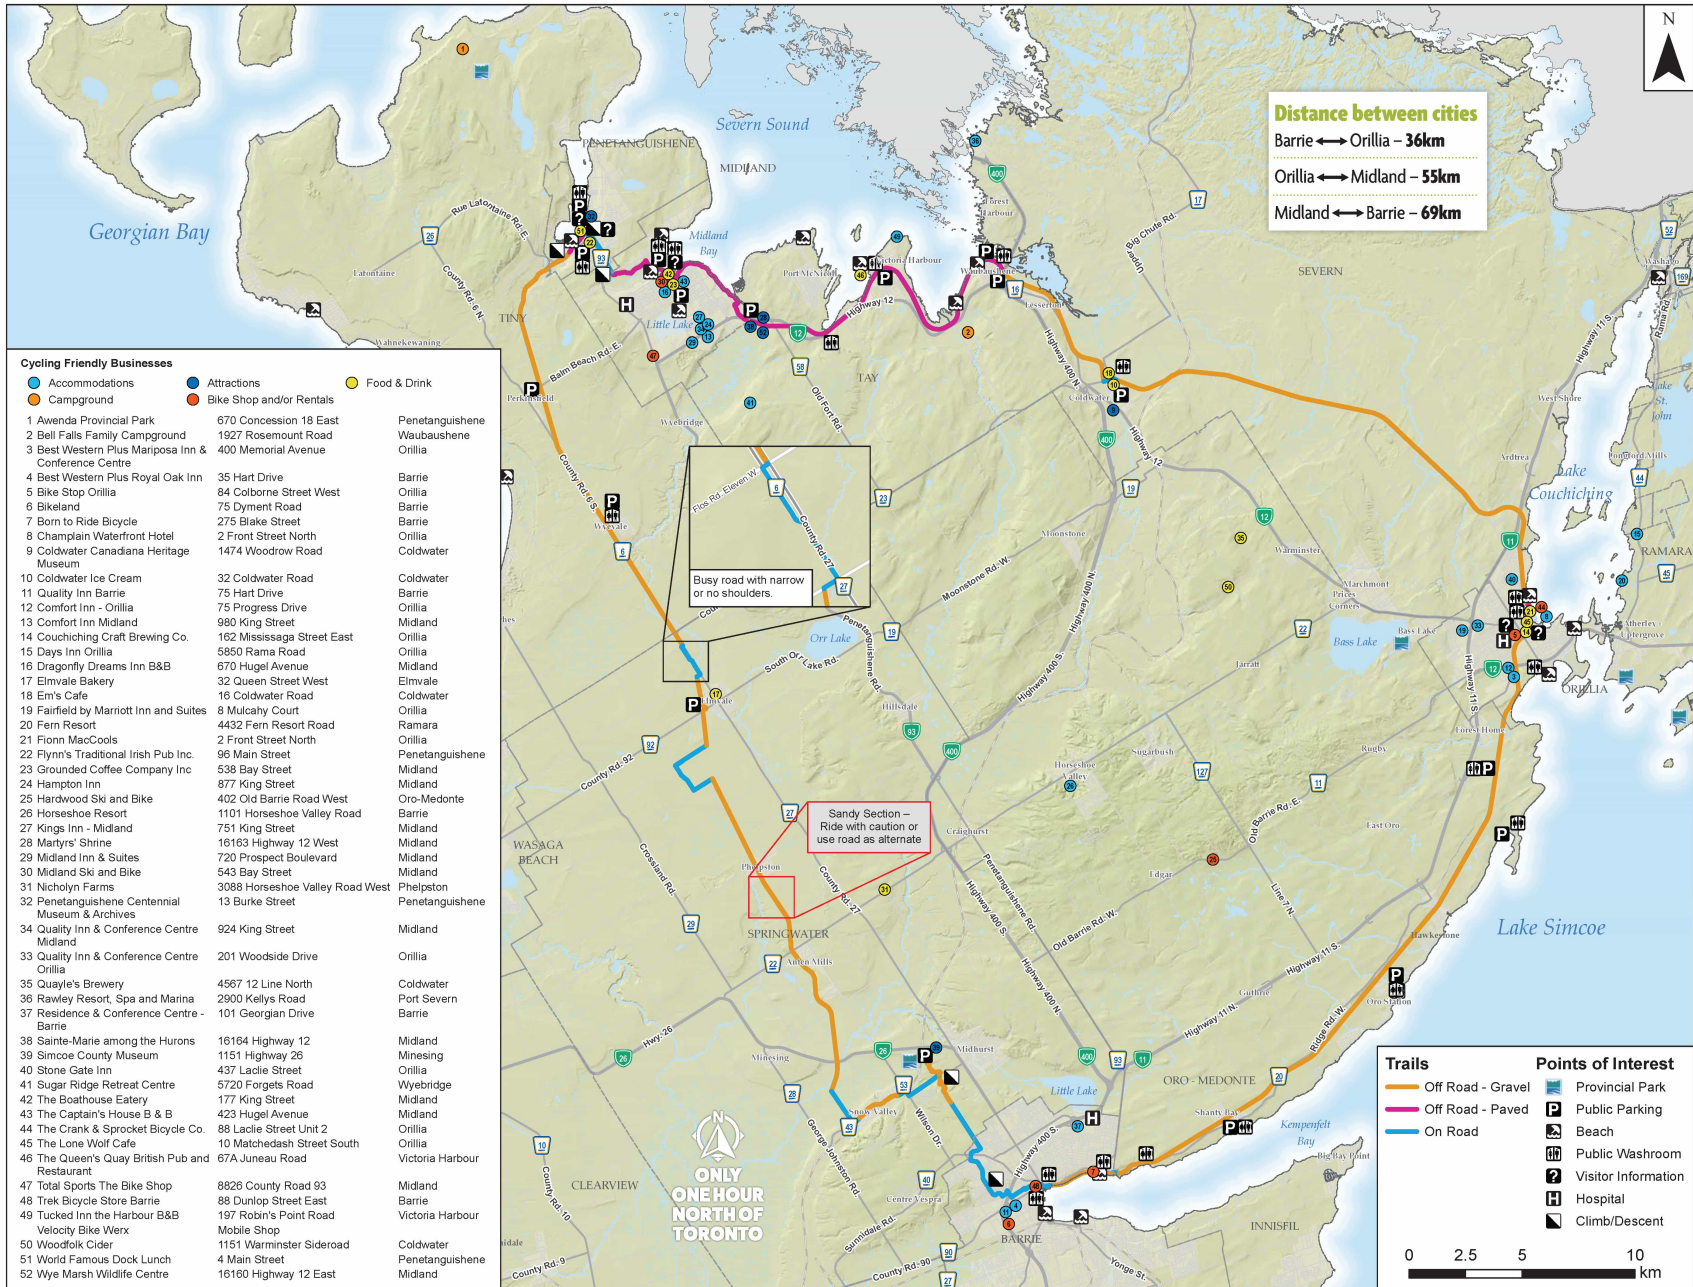 N
Distance between cities
Barrie ↔ Orillia – 36km
Orillia ↔ Midland – 55km
Midland ↔ Barrie – 69km
Severn Sound
PENETANGUISHENE
MIDLAND
Georgian Bay
Rue Lafontaine Rd. E.
Lafontaine
County Rd. 6 N.
Midland Bay
Port McNicoll
Victoria Harbour
Waubaushene
Forest Harbour
Upper Big Chute Rd.
SEVERN
Washago
Highway 11 S.
Rama Rd.
Highway 12
Lesserton
TINY
Wahnekewaning
Balm Beach Rd. E.
Perkinsfield
Little Lake
TAY
Old Fort Rd.
Wyebridge
Highway 400 N.
Coldwater
Highway 12
West Shore
Lake St. John
Ardtrea
Longford Mills
Lake Couchiching
RAMARA
Cycling Friendly Businesses
Accommodations
Attractions
Food & Drink
Campground
Bike Shop and/or Rentals
1 Awenda Provincial Park 670 Concession 18 East Penetanguishene
2 Bell Falls Family Campground 1927 Rosemount Road Waubaushene
3 Best Western Plus Mariposa Inn & 400 Memorial Avenue Orillia
Conference Centre
4 Best Western Plus Royal Oak Inn 35 Hart Drive Barrie
5 Bike Stop Orillia 84 Colborne Street West Orillia
6 Bikeland 75 Dyment Road Barrie
7 Born to Ride Bicycle 275 Blake Street Barrie
8 Champlain Waterfront Hotel 2 Front Street North Orillia
9 Coldwater Canadiana Heritage 1474 Woodrow Road Coldwater
Museum
10 Coldwater Ice Cream 32 Coldwater Road Coldwater
11 Quality Inn Barrie 75 Hart Drive Barrie
12 Comfort Inn - Orillia 75 Progress Drive Orillia
13 Comfort Inn Midland 980 King Street Midland
14 Couchiching Craft Brewing Co. 162 Mississaga Street East Orillia
15 Days Inn Orillia 5850 Rama Road Orillia
16 Dragonfly Dreams Inn B&B 670 Hugel Avenue Midland
17 Elmvale Bakery 32 Queen Street West Elmvale
18 Em's Cafe 16 Coldwater Road Coldwater
19 Fairfield by Marriott Inn and Suites 8 Mulcahy Court Orillia
20 Fern Resort 4432 Fern Resort Road Ramara
21 Fionn MacCools 2 Front Street North Orillia
22 Flynn's Traditional Irish Pub Inc. 96 Main Street Penetanguishene
23 Grounded Coffee Company Inc 538 Bay Street Midland
24 Hampton Inn 877 King Street Midland
25 Hardwood Ski and Bike 402 Old Barrie Road West Oro-Medonte
26 Horseshoe Resort 1101 Horseshoe Valley Road Barrie
27 Kings Inn - Midland 751 King Street Midland
28 Martyrs' Shrine 16163 Highway 12 West Midland
29 Midland Inn & Suites 720 Prospect Boulevard Midland
30 Midland Ski and Bike 543 Bay Street Midland
31 Nicholyn Farms 3088 Horseshoe Valley Road West Phelpston
32 Penetanguishene Centennial 13 Burke Street Penetanguishene
Museum & Archives
34 Quality Inn & Conference Centre 924 King Street Midland
Midland
33 Quality Inn & Conference Centre 201 Woodside Drive Orillia
Orillia
35 Quayle's Brewery 4567 12 Line North Coldwater
36 Rawley Resort, Spa and Marina 2900 Kellys Road Port Severn
37 Residence & Conference Centre - 101 Georgian Drive Barrie
Barrie
38 Sainte-Marie among the Hurons 16164 Highway 12 Midland
39 Simcoe County Museum 1151 Highway 26 Minesing
40 Stone Gate Inn 437 Laclie Street Orillia
41 Sugar Ridge Retreat Centre 5720 Forgets Road Wyebridge
42 The Boathouse Eatery 177 King Street Midland
43 The Captain's House B & B 423 Hugel Avenue Midland
44 The Crank & Sprocket Bicycle Co. 88 Laclie Street Unit 2 Orillia
45 The Lone Wolf Cafe 10 Matchedash Street South Orillia
46 The Queen's Quay British Pub and 67A Juneau Road Victoria Harbour
Restaurant
47 Total Sports The Bike Shop 8826 County Road 93 Midland
48 Trek Bicycle Store Barrie 88 Dunlop Street East Barrie
49 Tucked Inn the Harbour B&B 197 Robin's Point Road Victoria Harbour
Velocity Bike Werx Mobile Shop
50 Woodfolk Cider 1151 Warminster Sideroad Coldwater
51 World Famous Dock Lunch 4 Main Street Penetanguishene
52 Wye Marsh Wildlife Centre 16160 Highway 12 East Midland
County Rd. 6 S.
Wyevale
Flos Rd. Eleven W.
County Rd. 27
Busy road with narrow
or no shoulders.
Moonstone
Moonstone Rd. W.
Highway 400 N.
Warminster
Marchmont
Prices Corners
Bass Lake
Bass Lake
Atherley
Uptergrove
ORILLIA
Orr Lake
South Orr Lake Rd.
Penetanguishene Rd.
Highway 400 S.
Jarratt
Highway 11 S.
Elmvale
Hillsdale
Forest Home
County Rd. 92
Sugarbush
Rugby
Horseshoe Valley
Old Barrie Rd. E.
Sandy Section –
Ride with caution or
use road as alternate
Craighurst
East Oro
WASAGA BEACH
Crossland Rd.
Phelpston
County Rd. 27
Penetanguishene Rd.
Edgar
Line 7 N.
SPRINGWATER
Highway 400 S.
Old Barrie Rd. W.
Hawkestone
Lake Simcoe
Anten Mills
Highway 400 N.
Highway 11 S.
Guthrie
Oro Station
Highway 11 N.
Ridge Rd. W.
Hwy. 26
Minesing
Midhurst
Little Lake
ORO - MEDONTE
Shanty Bay
Kempenfelt Bay
Big Bay Point
Snow Valley
Wilson Dr.
George Johnston Rd.
Highway 400 S.
N
ONLY
ONE HOUR
NORTH OF
TORONTO
CLEARVIEW
County Rd. 10
Centre Vespra
Sunnidale Rd.
BARRIE
INNISFIL
County Rd. 9
County Rd. 90
Yonge St.
Trails
Off Road - Gravel
Off Road - Paved
On Road
Points of Interest
Provincial Park
Public Parking
Beach
Public Washroom
Visitor Information
Hospital
Climb/Descent
0 2.5 5 10
km